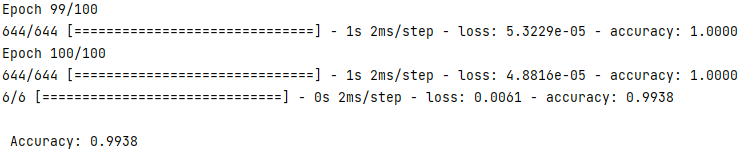 Epoch 99/100
644/644 [==============================] - 1s 2ms/step - loss: 5.3229e-05 - accuracy: 1.0000
Epoch 100/100
644/644 [==============================] - 1s 2ms/step - loss: 4.8816e-05 - accuracy: 1.0000
6/6 [==============================] - 0s 2ms/step - loss: 0.0061 - accuracy: 0.9938
Accuracy: 0.9938